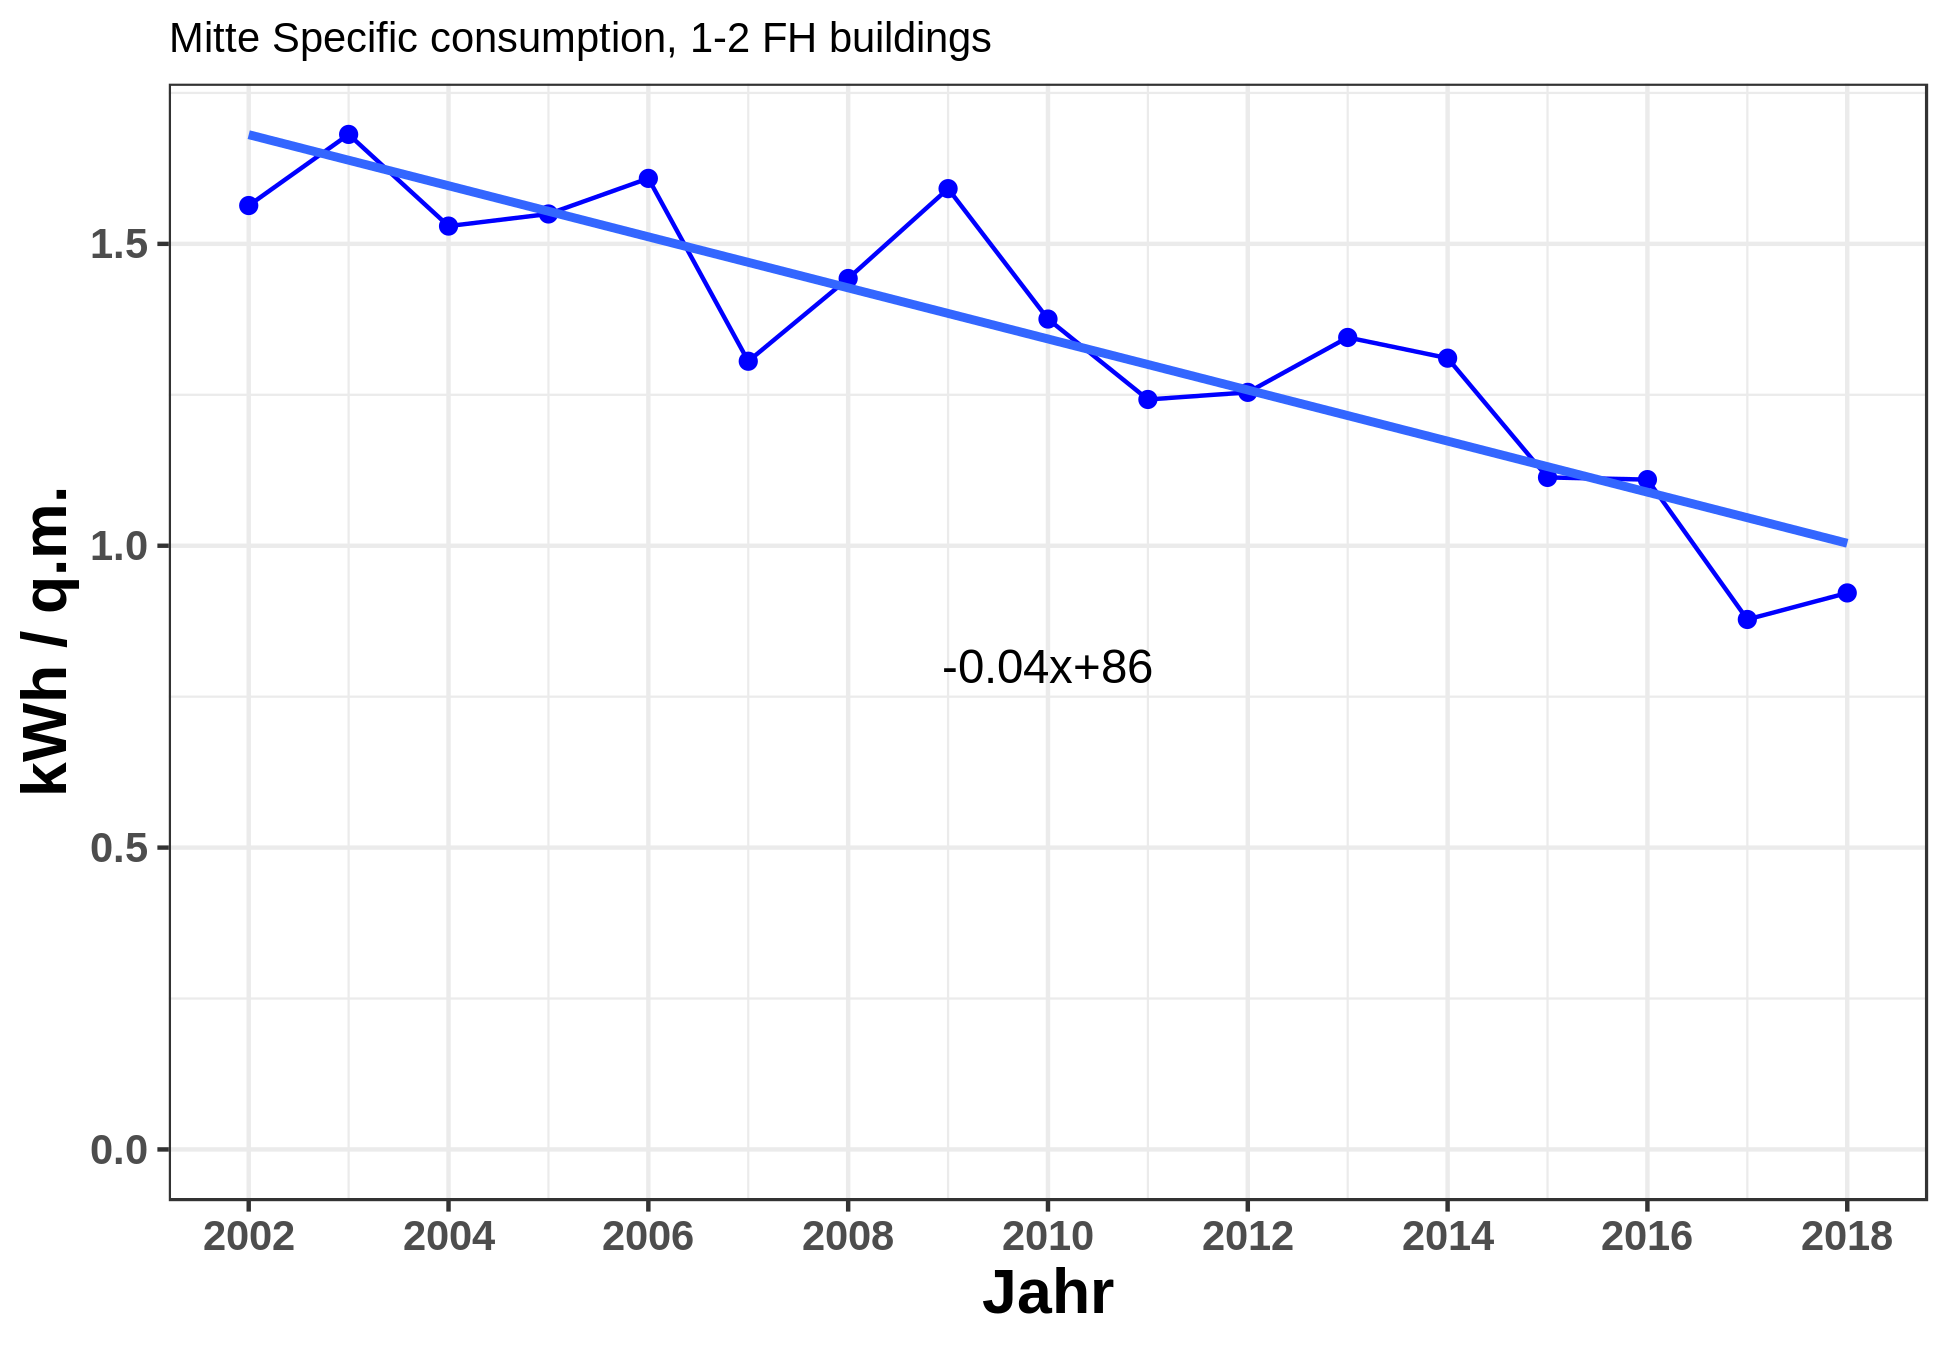 Mitte Specific consumption, 1-2 FH buildings
kWh / q.m.
1.5
1.0
0.5
0.0
-0.04x+86
2002 2004 2006 2008 2010 2012 2014 2016 2018
Jahr